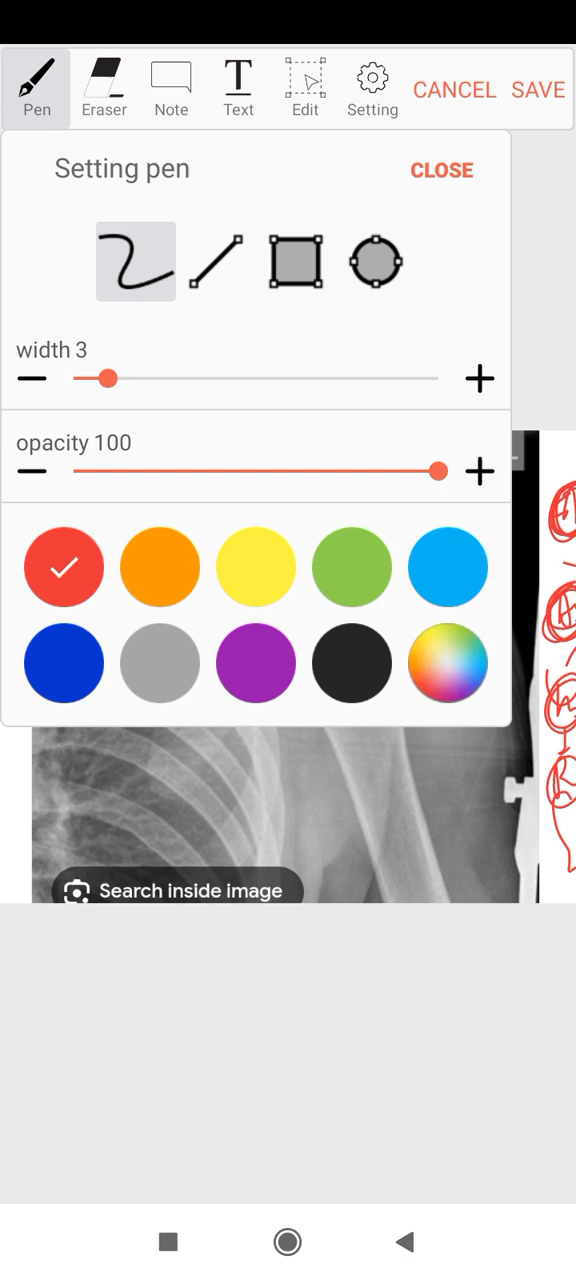 Pen
Eraser
Note
Text
Edit
Setting
CANCEL
SAVE
Setting pen
CLOSE
width 3
opacity 100
Search inside image